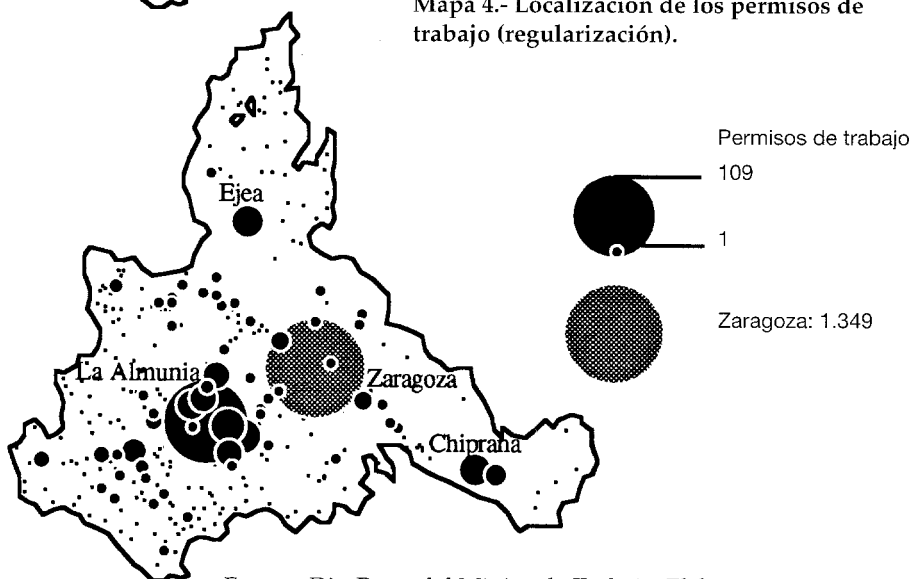 Mapa 4.- Localización de los permisos de
trabajo (regularización).
Permisos de trabajo
109
1
Zaragoza: 1.349
Ejea
La Almunia
Zaragoza
Chiprana